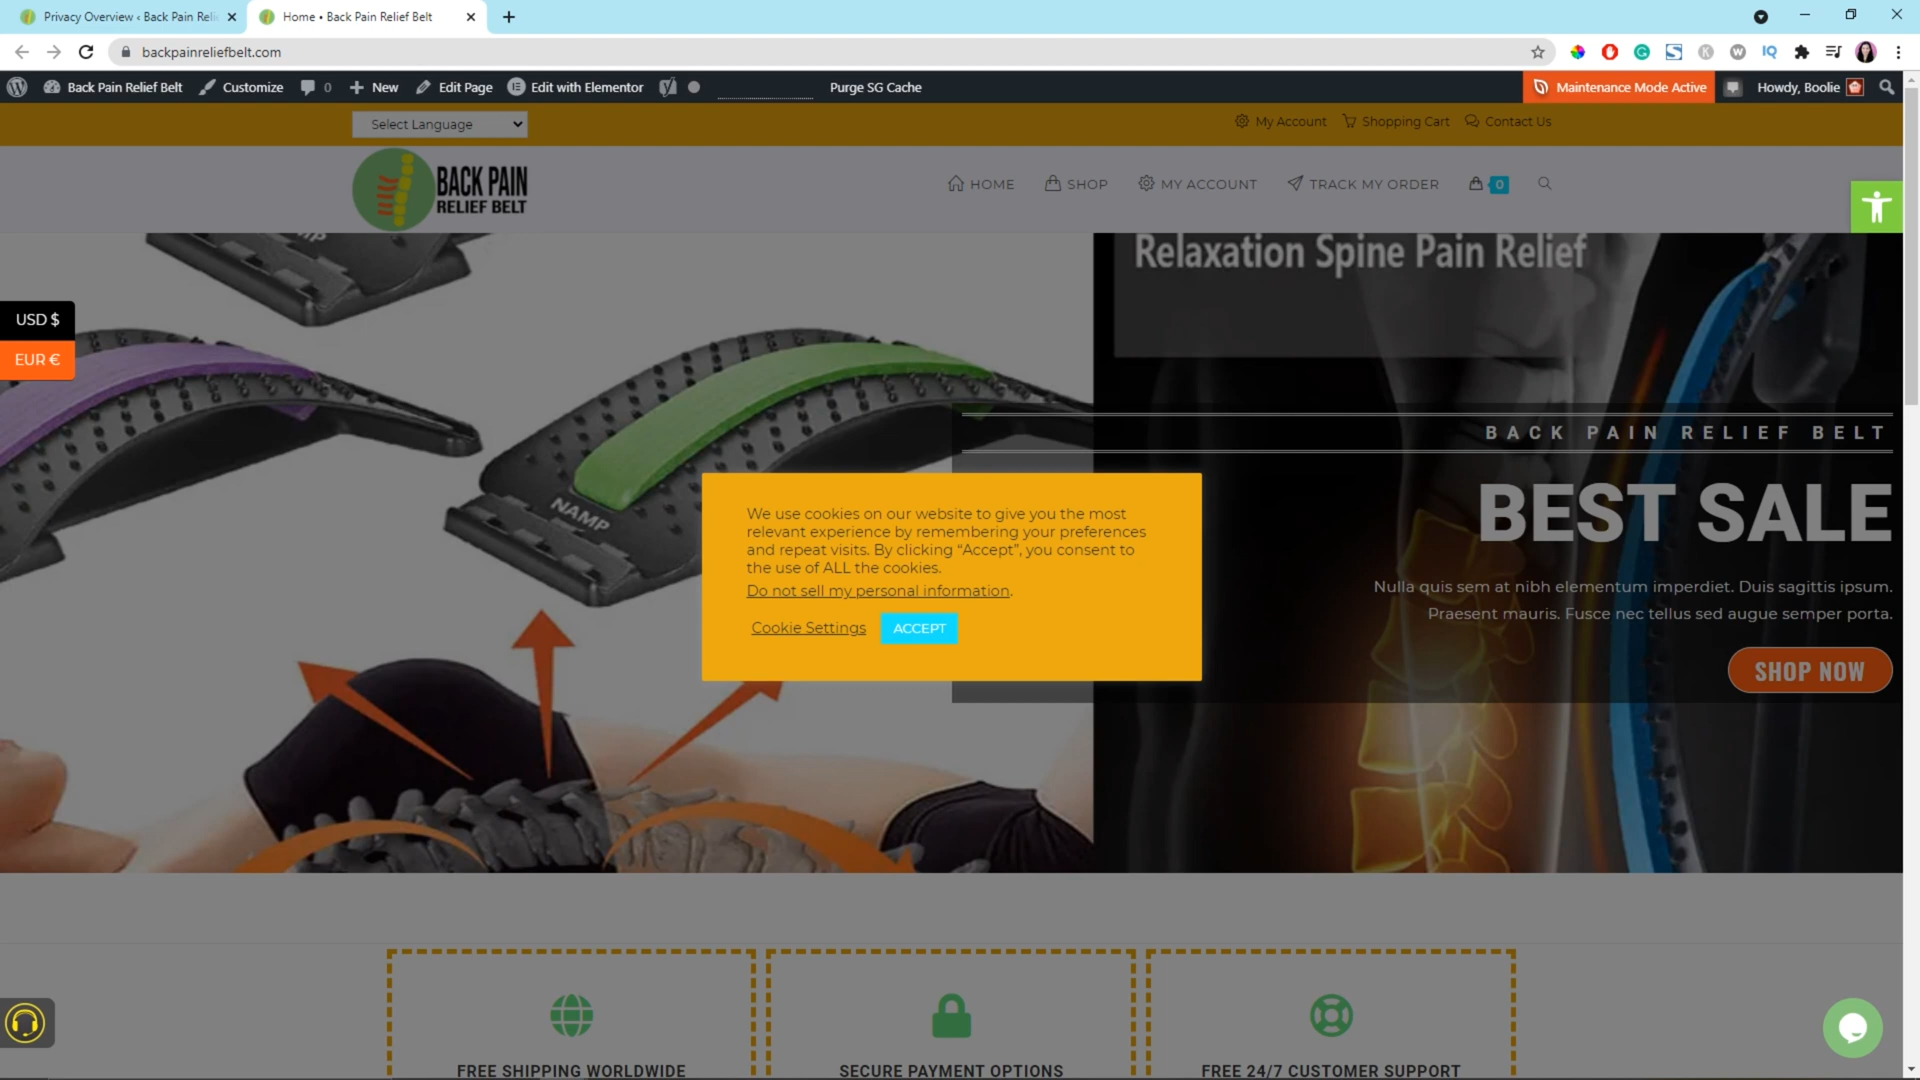 Privacy Overview ‹ Back Pain Reli
Home • Back Pain Relief Belt
backpainreliefbelt.com
Back Pain Relief Belt
Customize
0
New
Edit Page
Edit with Elementor
Purge SG Cache
Maintenance Mode Active
Howdy, Boolie
Select Language
My Account
Shopping Cart
Contact Us
BACK PAIN
RELIEF BELT
HOME
SHOP
MY ACCOUNT
TRACK MY ORDER
0
Relaxation Spine Pain Relief
USD $
EUR €
BACK PAIN RELIEF BELT
BEST SALE
NAMP
Nulla quis sem at nibh elementum imperdiet. Duis sagittis ipsum.
Praesent mauris. Fusce nec tellus sed augue semper porta.
SHOP NOW
We use cookies on our website to give you the most
relevant experience by remembering your preferences
and repeat visits. By clicking “Accept”, you consent to
the use of ALL the cookies.
Do not sell my personal information.
Cookie Settings
ACCEPT
FREE SHIPPING WORLDWIDE
SECURE PAYMENT OPTIONS
FREE 24/7 CUSTOMER SUPPORT